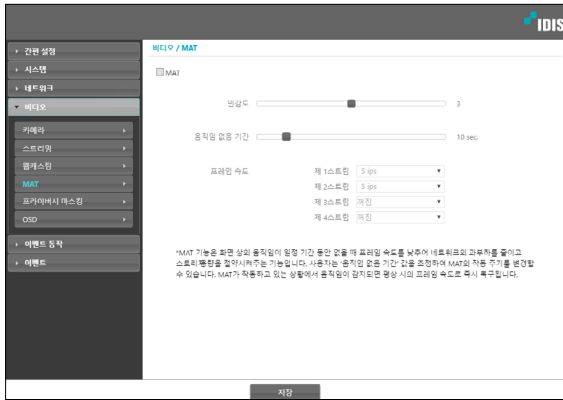 IDIS
간편 설정
시스템
네트워크
비디오
카메라
스트리밍
웹캐스팅
MAT
프라이버시 마스킹
OSD
이벤트 동작
이벤트
비디오 / MAT
MAT
민감도 3
움직임 없음 기간 10 sec.
프레임 속도 제 1스트림 5 ips
제 2스트림 5 ips
제 3스트림 꺼짐
제 4스트림 꺼짐
*MAT 기능은 화면 상의 움직임이 일정 기간 동안 없을 때 프레임 속도를 낮추어 네트워크의 과부하를 줄이고
스토리지용량을 절약시켜주는 기능입니다. 사용자는 '움직임 없음 기간' 값을 조정하여 MAT의 작동 주기를 변경할
수 있습니다. MAT가 작동하고 있는 상황에서 움직임이 감지되면 평상 시의 프레임 속도로 즉시 복구됩니다.
저장